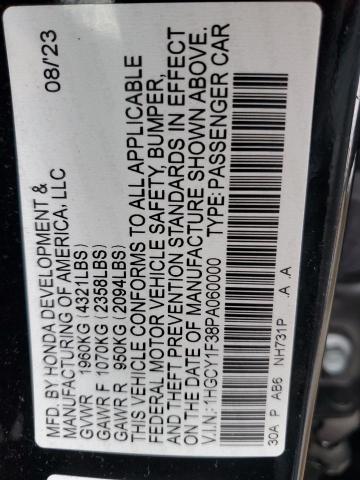 MFD. BY HONDA DEVELOPMENT & 08/'23
MANUFACTURING OF AMERICA, LLC
GVWR 1960KG (4321LBS)
GAWR F 1070KG (2358LBS)
GAWR R 950KG (2094LBS)
THIS VEHICLE CONFORMS TO ALL APPLICABLE
FEDERAL MOTOR VEHICLE SAFETY, BUMPER,
AND THEFT PREVENTION STANDARDS IN EFFECT
ON THE DATE OF MANUFACTURE SHOWN ABOVE.
V.I.N.: 1HGCY1F38PA060000 TYPE: PASSENGER CAR
30A P AB6 NH731P .A .A